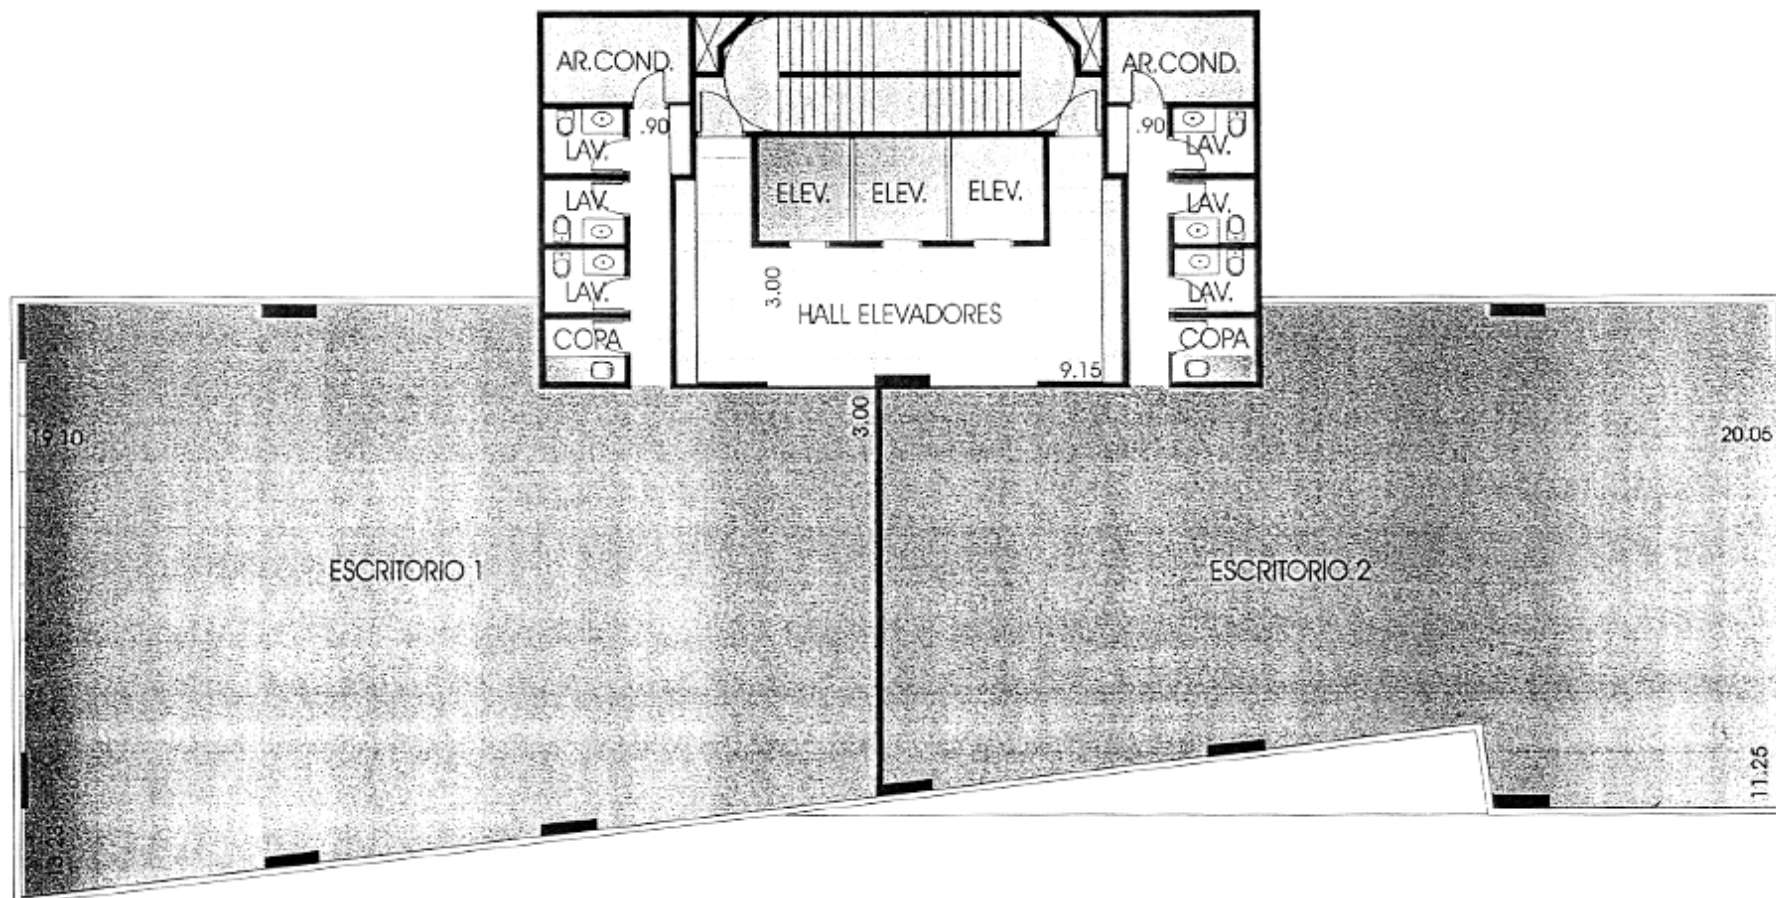 AR.COND.
AR.COND.
.90
.90
LAV.
LAV.
ELEV.
ELEV.
ELEV.
LAV.
LAV.
3.00
HALL ELEVADORES
LAV.
LAV.
COPA
COPA
9.15
3.00
19.10
20.05
ESCRITORIO 1
ESCRITORIO 2
11.25